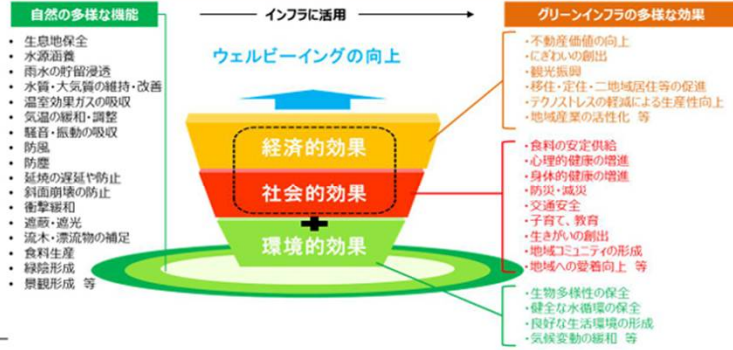 自然の多様な機能
インフラに活用
グリーンインフラの多様な効果
・生息地保全
・水源涵養
・雨水の貯留浸透
・水質・大気質の維持・改善
・温室効果ガスの吸収
・気温の緩和・調整
・騒音・振動の吸収
・防風
・防塵
・延焼の遅延や防止
・斜面崩壊の防止
・衝撃緩和
・遮蔽・遮光
・流木・漂流物の補足
・食料生産
・緑陰形成
・景観形成 等
ウェルビーイングの向上
経済的効果
社会的効果
+
環境的効果
・不動産価値の向上
・にぎわいの創出
・観光振興
・移住・定住・二地域居住等の促進
・テクノストレスの軽減による生産性向上
・地域産業の活性化 等
・食料の安定供給
・心理的健康の増進
・身体的健康の増進
・防災・減災
・交通安全
・子育て、教育
・生きがいの創出
・地域コミュニティの形成
・地域への愛着向上 等
・生物多様性の保全
・健全な水循環の保全
・良好な生活環境の形成
・気候変動の緩和 等